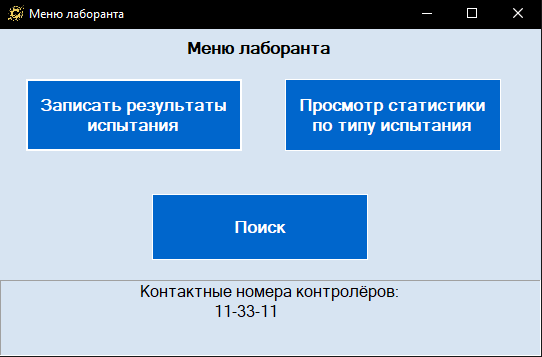 Меню лаборанта
Меню лаборанта
Записать результаты
испытания
Просмотр статистики
по типу испытания
Поиск
Контактные номера контролёров:
11-33-11